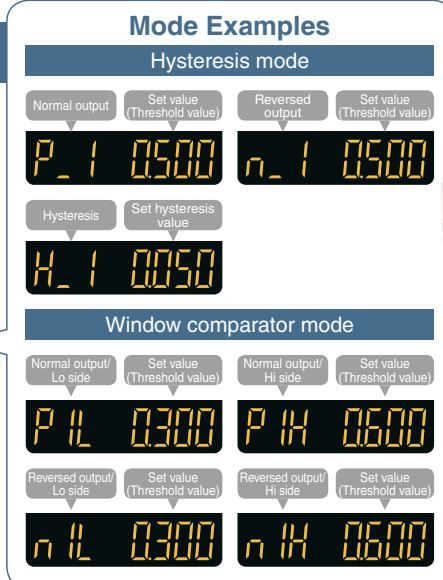 Mode Examples
Hysteresis mode
Normal output
Set value
(Threshold value)
Reversed
output
Set value
(Threshold value)
P_1 0.500
n_1 0.500
Hysteresis
Set hysteresis
value
H_1 0.050
Window comparator mode
Normal output/
Lo side
Set value
(Threshold value)
Normal output/
Hi side
Set value
(Threshold value)
P1L 0.300
P1H 0.600
Reversed output/
Lo side
Set value
(Threshold value)
Reversed output/
Hi side
Set value
(Threshold value)
n1L 0.300
n1H 0.600